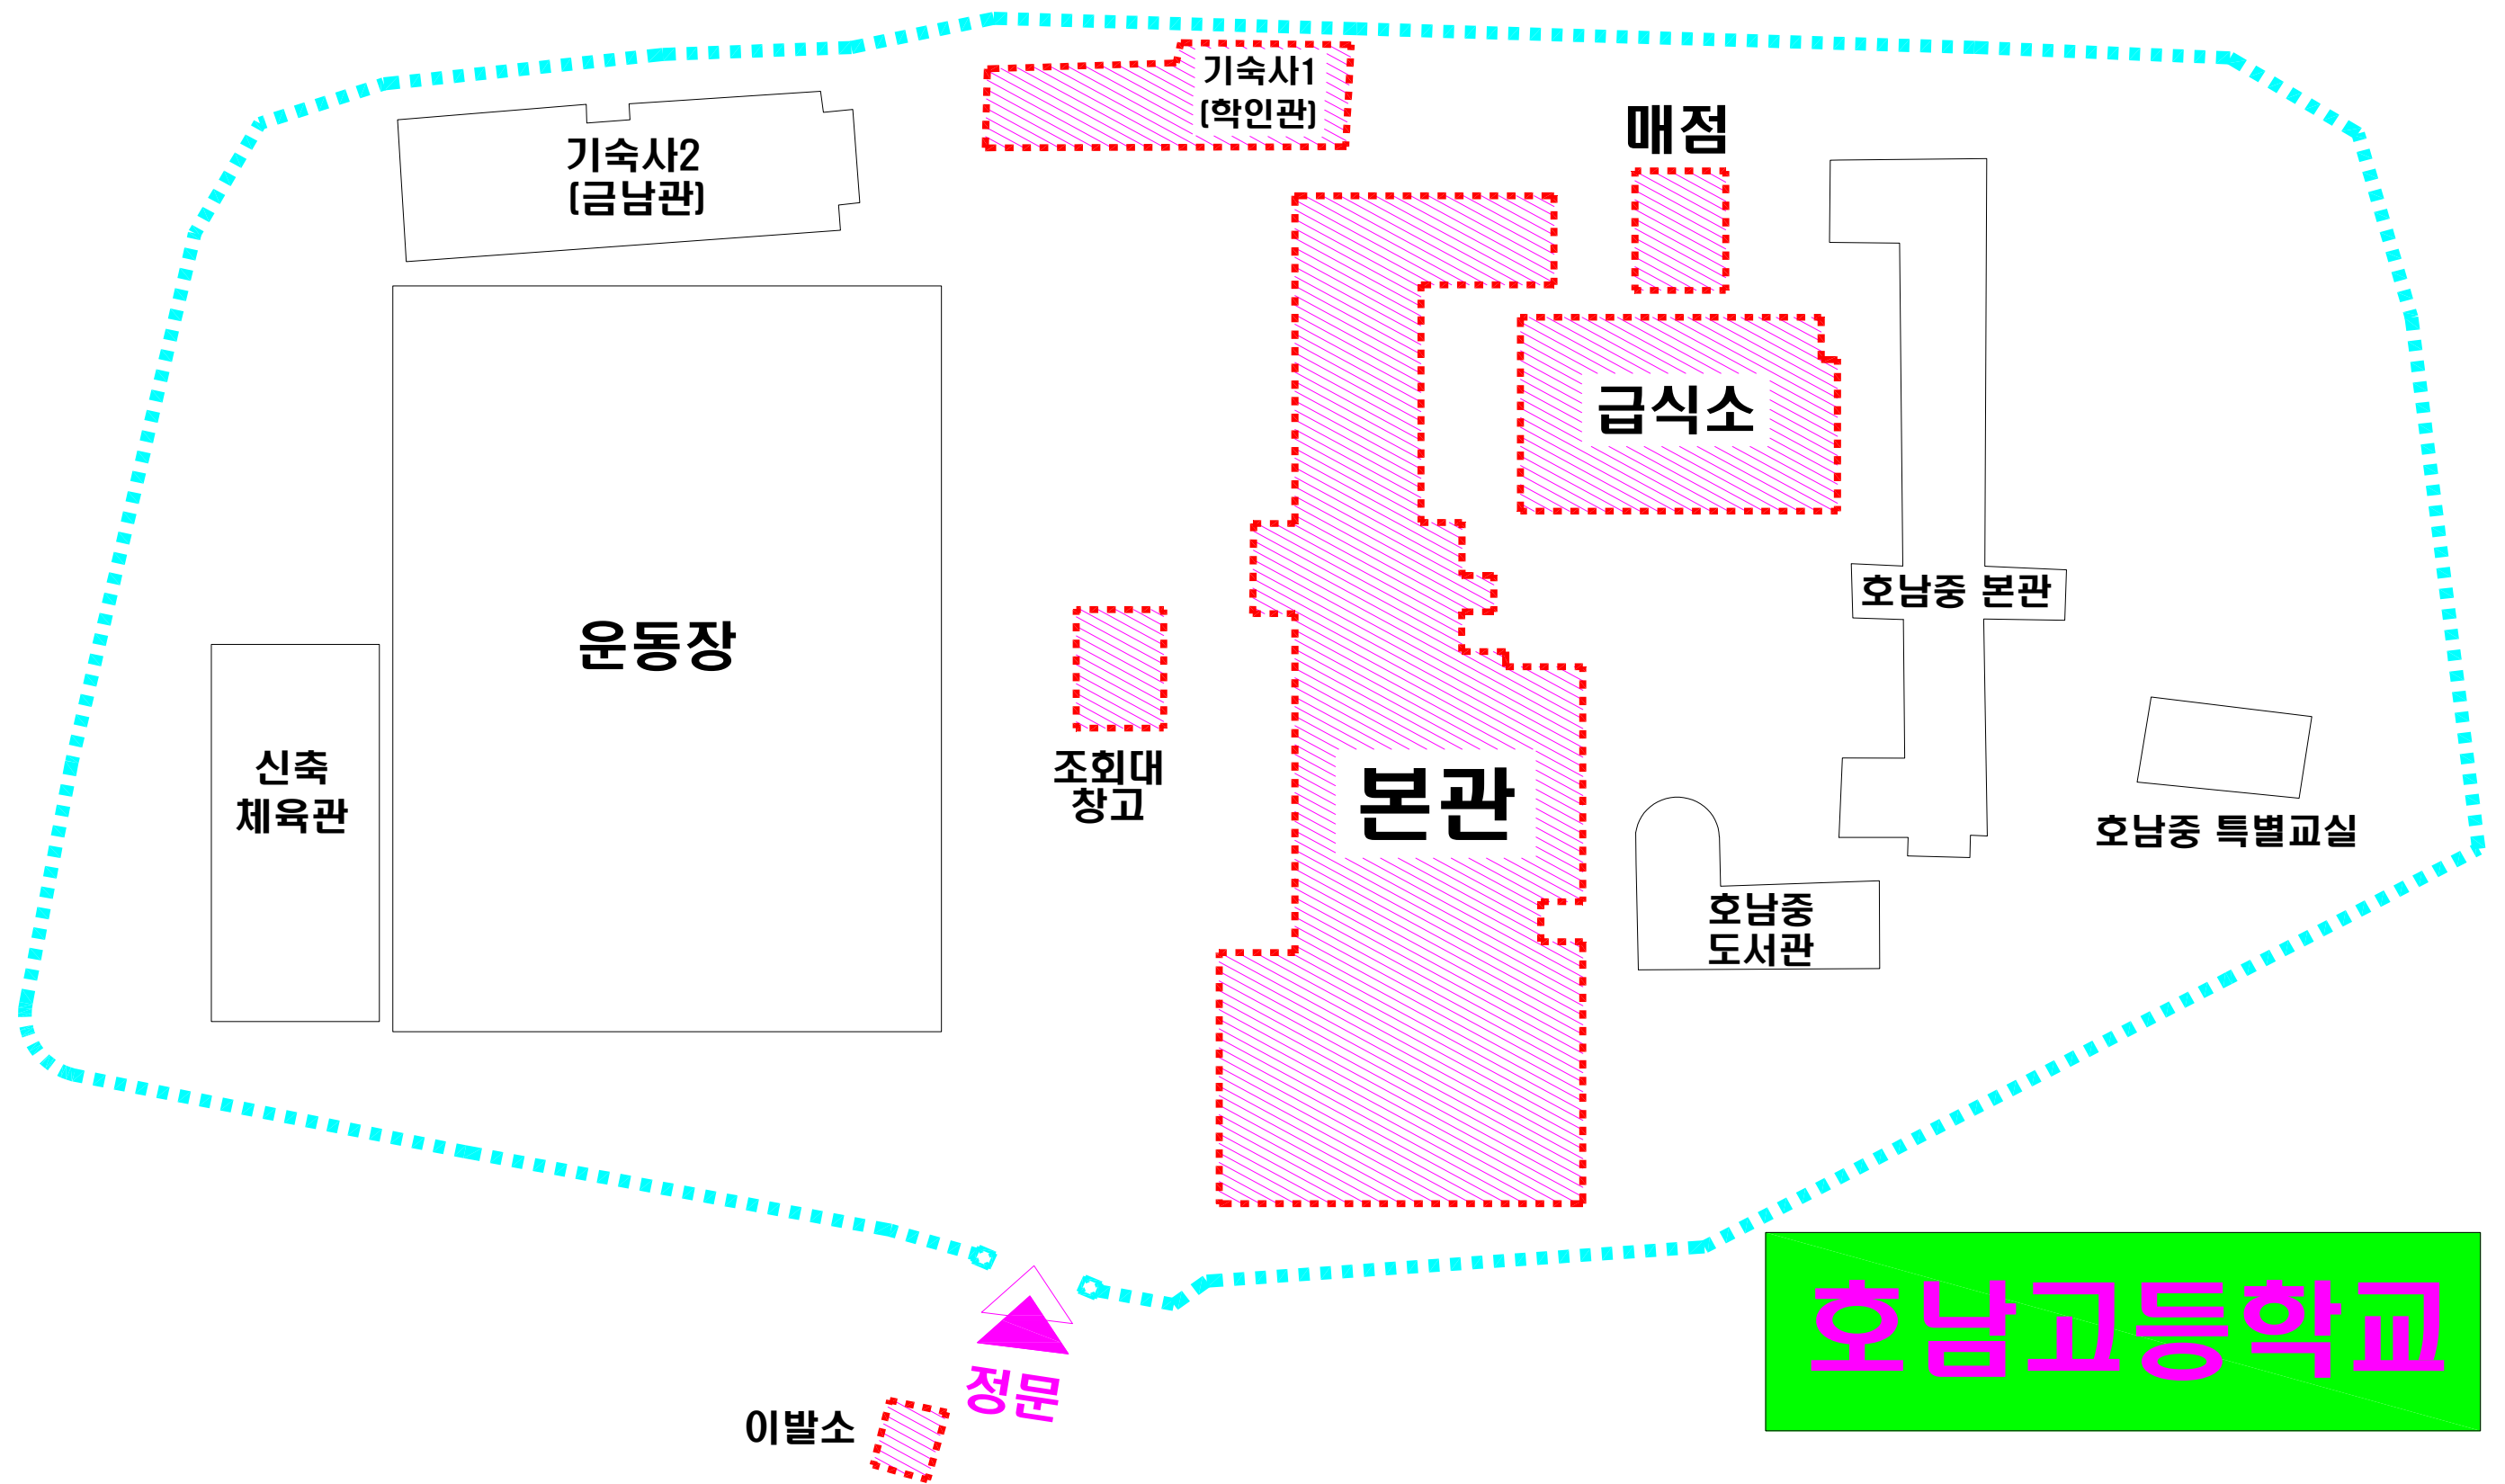 기숙사1
(학인관)
매점
기숙사2
(금남관)
급식소
호남중 본관
운동장
신축
체육관
조회대
창고
본관
호남중 특별교실
호남중
도서관
호남고등학교
정문
이발소